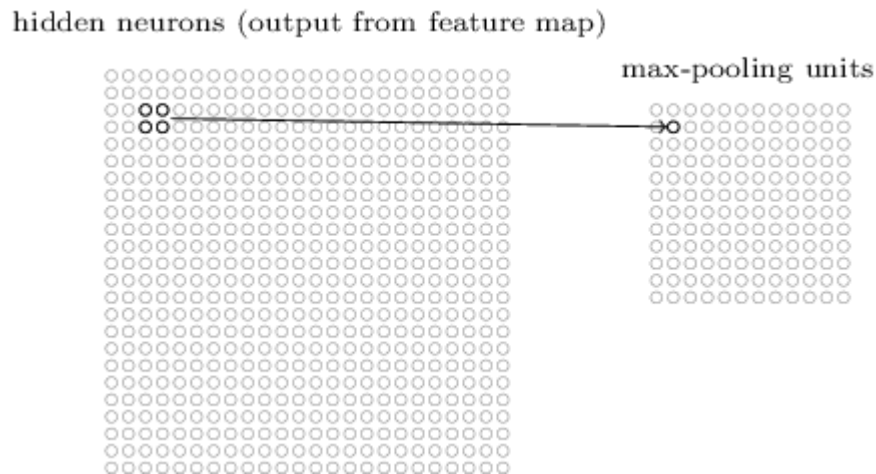 hidden neurons (output from feature map)
max-pooling units